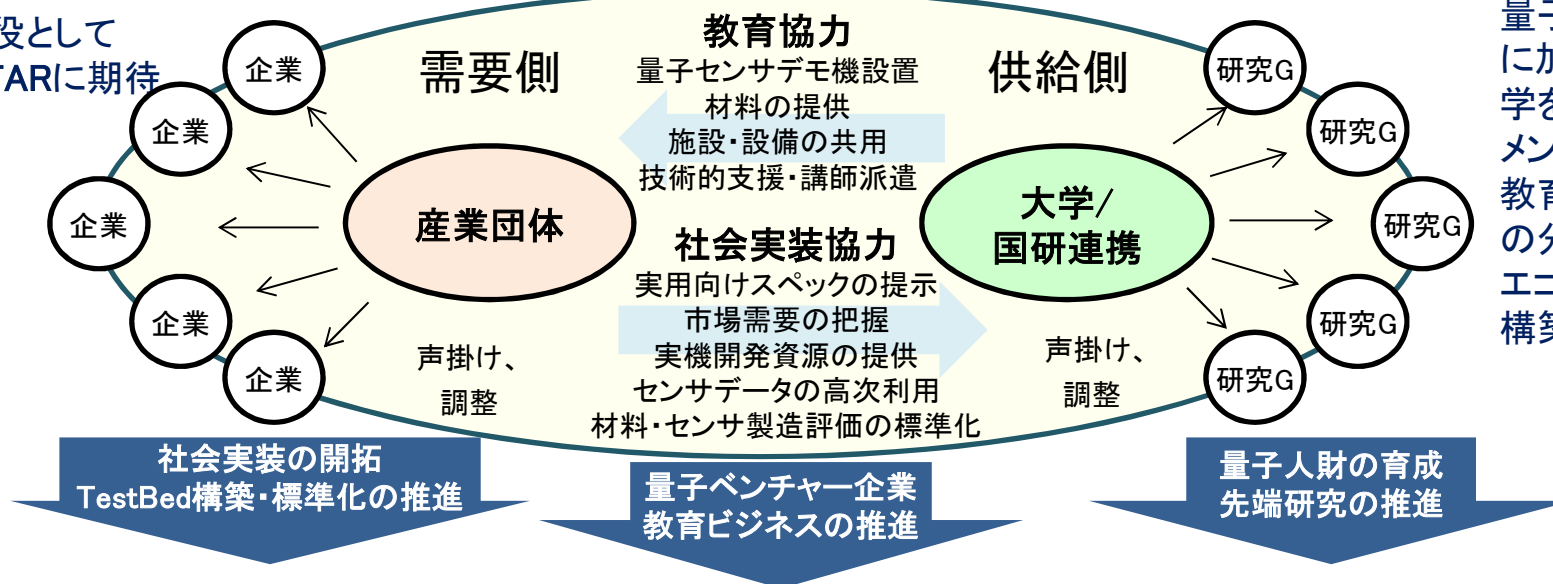 役として
TARに期待
企業
企業
企業
企業
企業
需要側
産業団体
声掛け、
調整
教育協力
量子センサデモ機設置
材料の提供
施設・設備の共用
技術的支援・講師派遣
社会実装協力
実用向けスペックの提示
市場需要の把握
実機開発資源の提供
センサデータの高次利用
材料・センサ製造評価の標準化
供給側
大学/
国研連携
声掛け、
調整
研究G
研究G
研究G
研究G
研究G
量子
に加
学を
メン
教育
の分
エコ
構築
社会実装の開拓
TestBed構築・標準化の推進
量子ベンチャー企業
教育ビジネスの推進
量子人財の育成
先端研究の推進